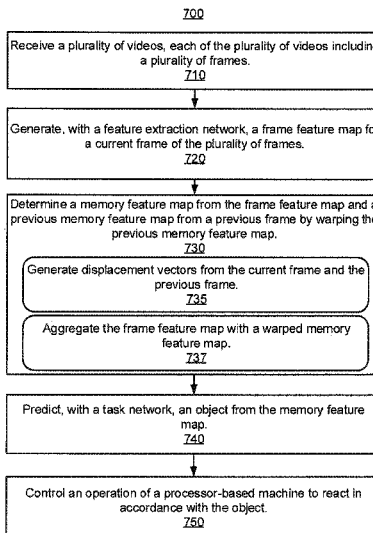 700
Receive a plurality of videos, each of the plurality of videos including
a plurality of frames.
710
Generate, with a feature extraction network, a frame feature map fo
a current frame of the plurality of frames.
720
Determine a memory feature map from the frame feature map and a
previous memory feature map from a previous frame by warping the
previous memory feature map.
730
Generate displacement vectors from the current frame and the
previous frame.
735
Aggregate the frame feature map with a warped memory
feature map.
737
Predict, with a task network, an object from the memory feature
map.
740
Control an operation of a processor-based machine to react in
accordance with the object.
750